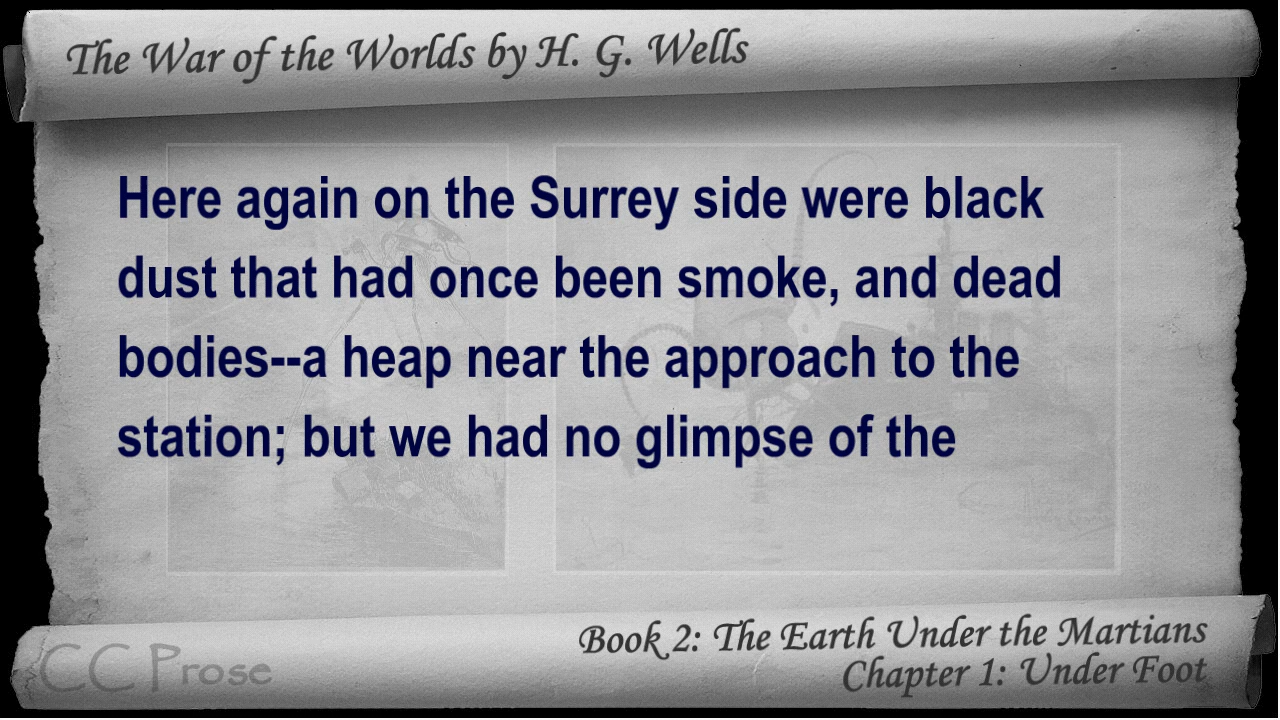 The War of the Worlds by H. G. Wells
Here again on the Surrey side were black
dust that had once been smoke, and dead
bodies--a heap near the approach to the
station; but we had no glimpse of the
Book 2: The Earth Under the Martians
Chapter 1: Under Foot
CC Prose